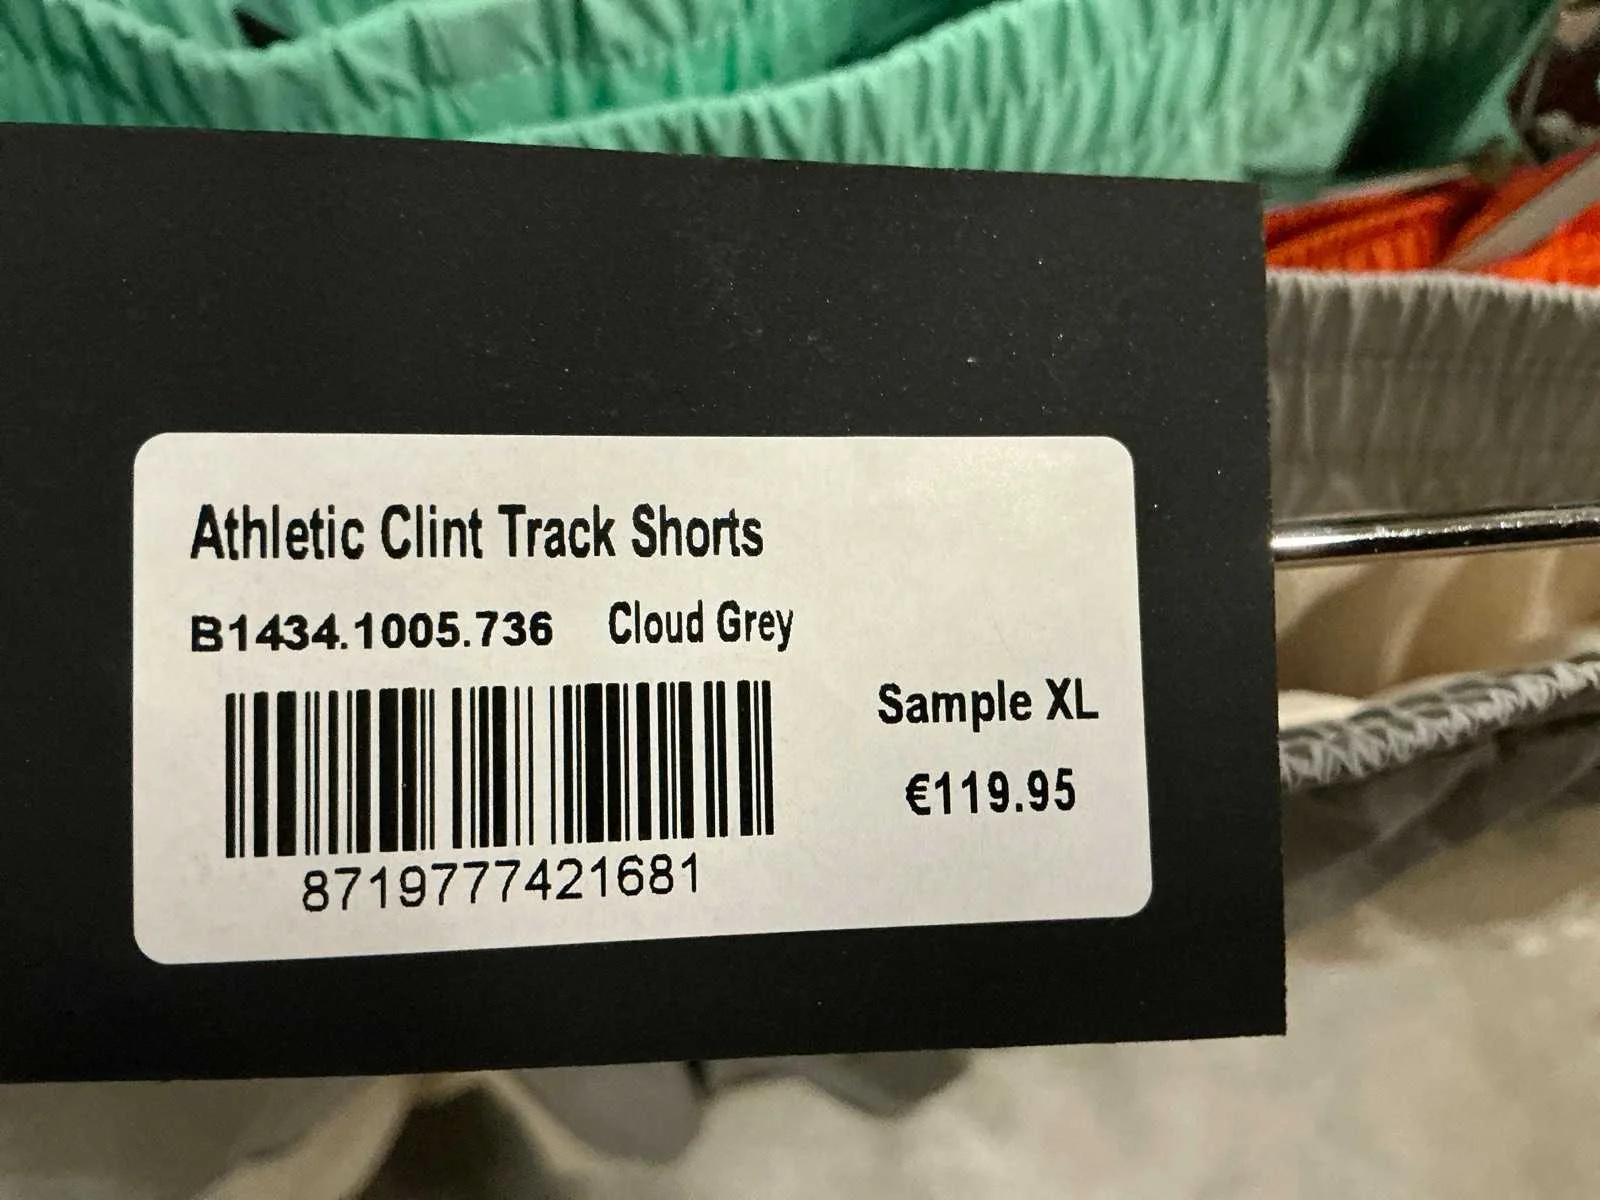 Athletic Clint Track Shorts
B1434.1005.736 Cloud Grey
Sample XL
€119.95
8719777421681